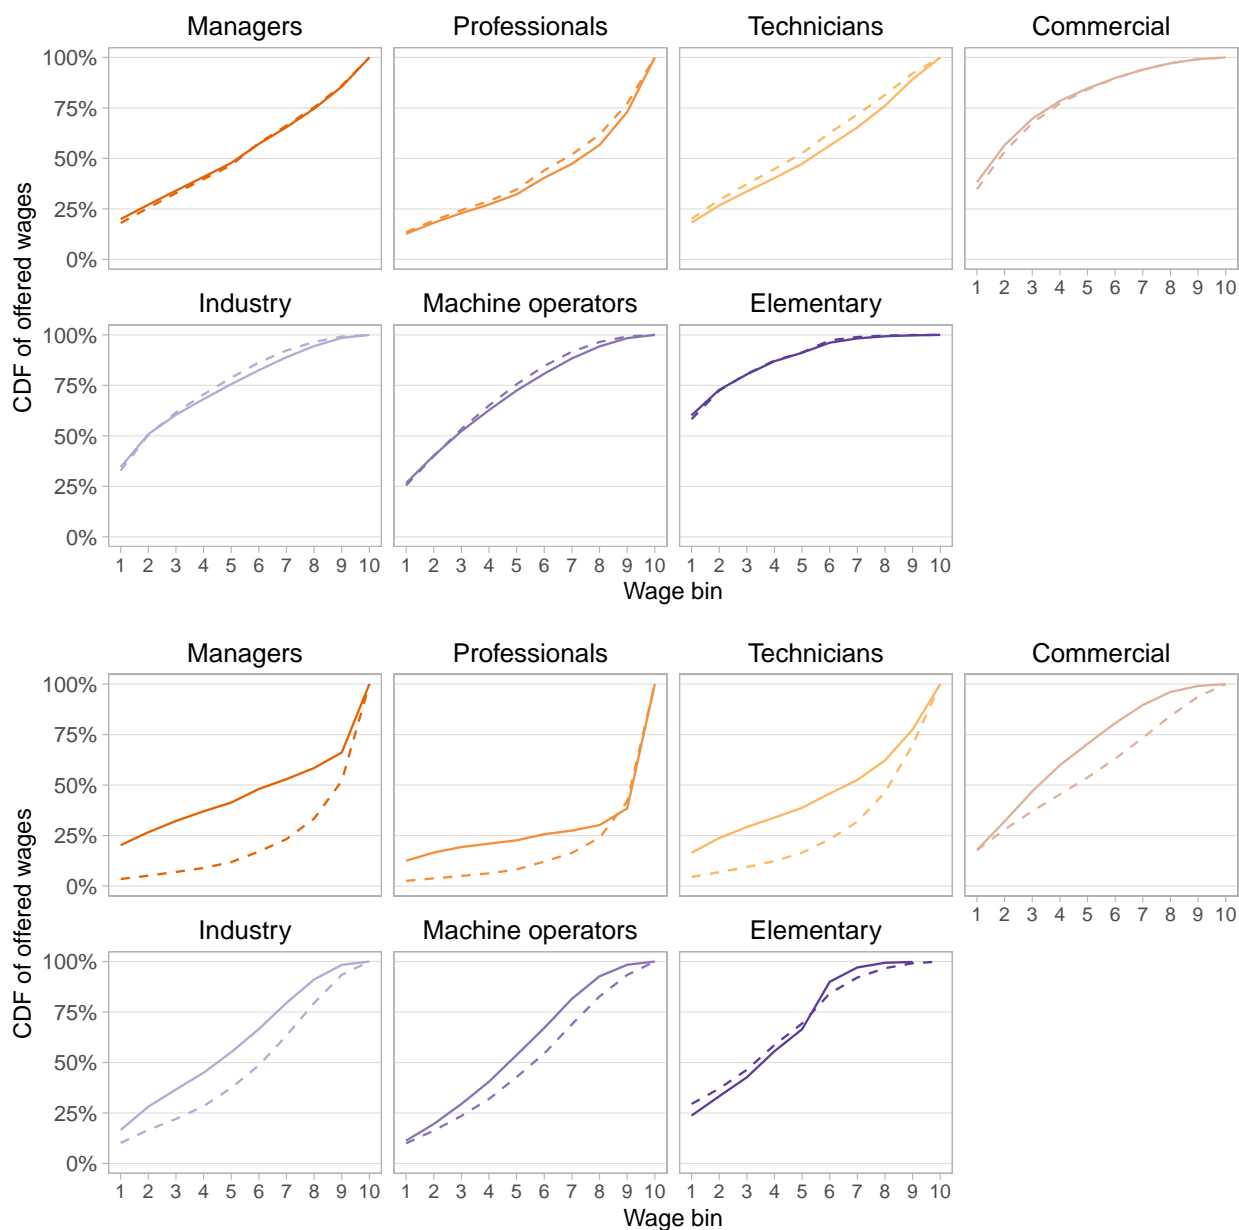 Managers Professionals Technicians Commercial
100%
75%
50%
25%
0%
1 2 3 4 5 6 7 8 9 10
Industry Machine operators Elementary
100%
75%
50%
25%
0%
1 2 3 4 5 6 7 8 9 10 1 2 3 4 5 6 7 8 9 10 1 2 3 4 5 6 7 8 9 10
Wage bin
CDF of offered wages
Managers Professionals Technicians Commercial
100%
75%
50%
25%
0%
1 2 3 4 5 6 7 8 9 10
Industry Machine operators Elementary
100%
75%
50%
25%
0%
1 2 3 4 5 6 7 8 9 10 1 2 3 4 5 6 7 8 9 10 1 2 3 4 5 6 7 8 9 10
Wage bin
CDF of offered wages